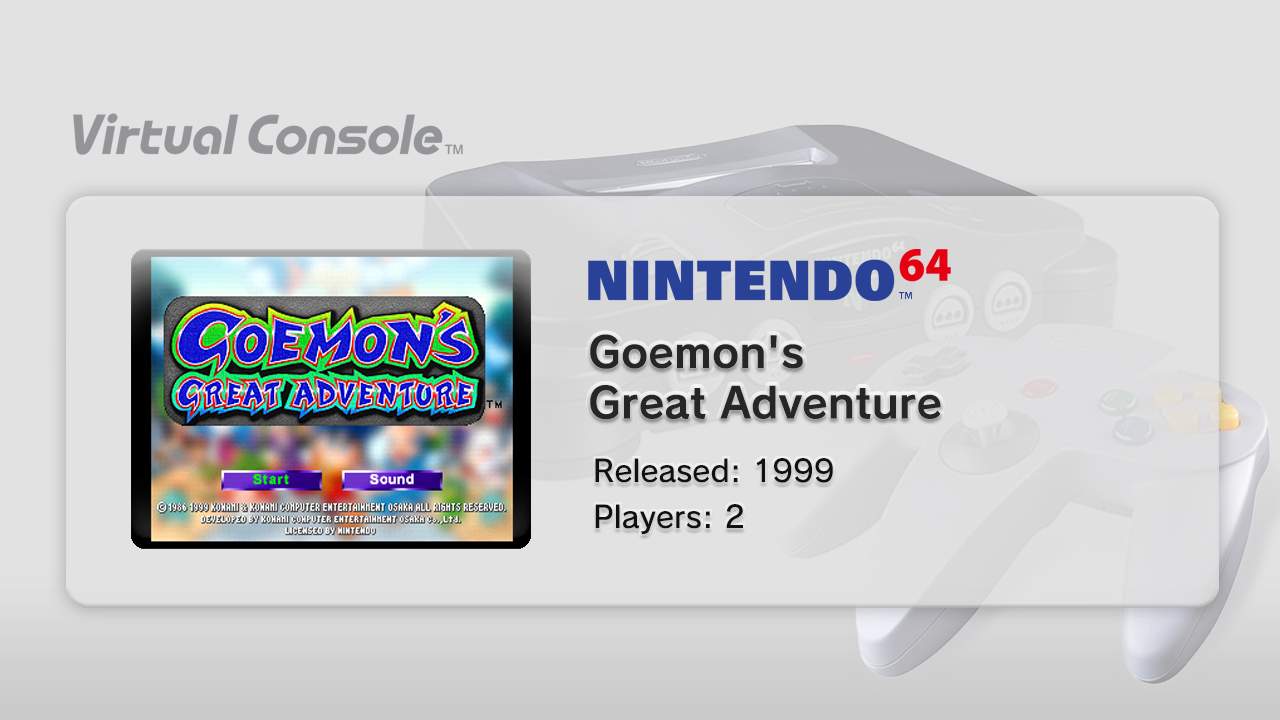 Virtual Console™
GOEMON'S
GREAT ADVENTURE™
Start Sound
©1986 1999 KONAMI & KONAMI COMPUTER ENTERTAINMENT OSAKA ALL RIGHTS RESERVED.
DEVELOPED BY KONAMI COMPUTER ENTERTAINMENT OSAKA Co.,Ltd.
LICENSED BY NINTENDO
NINTENDO64™
Goemon's
Great Adventure
Released: 1999
Players: 2